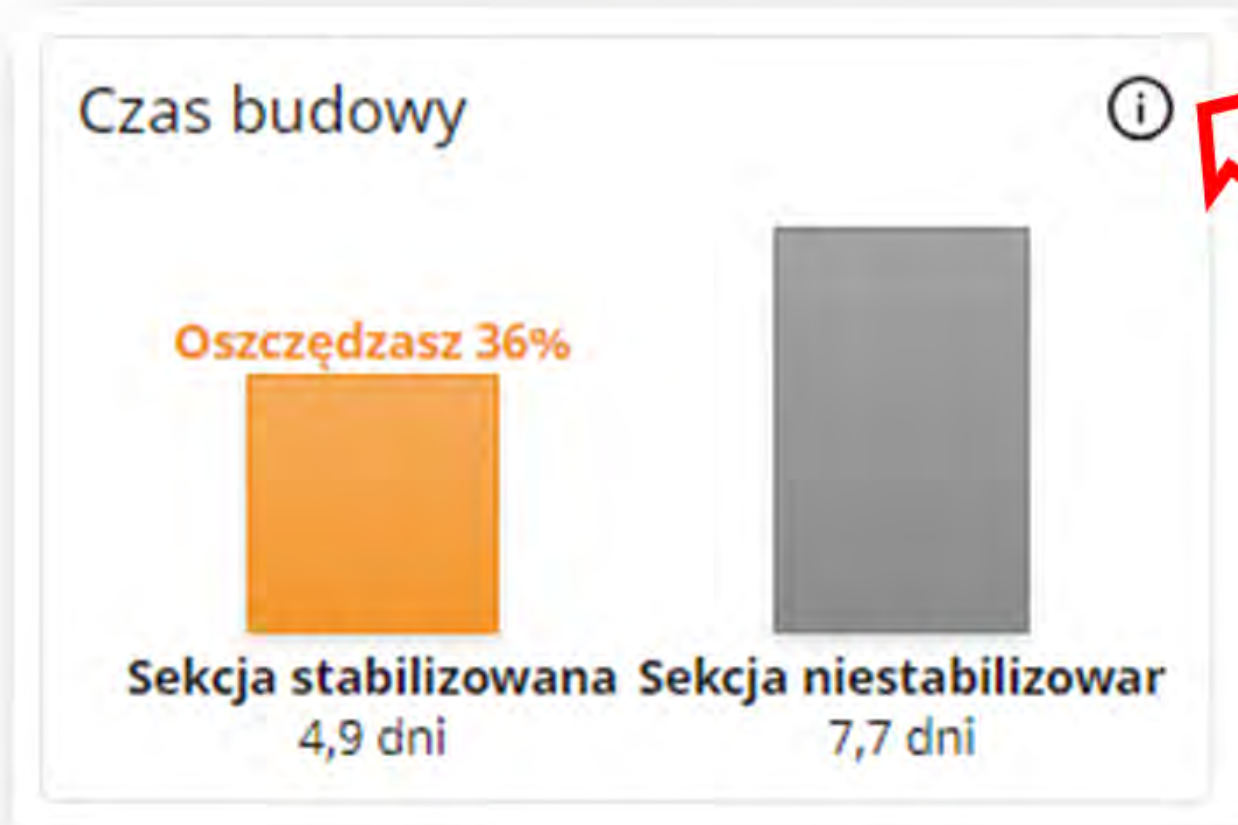 Czas budowy
Oszczędzasz 36%
Sekcja stabilizowana Sekcja niestabilizowar
4,9 dni 7,7 dni